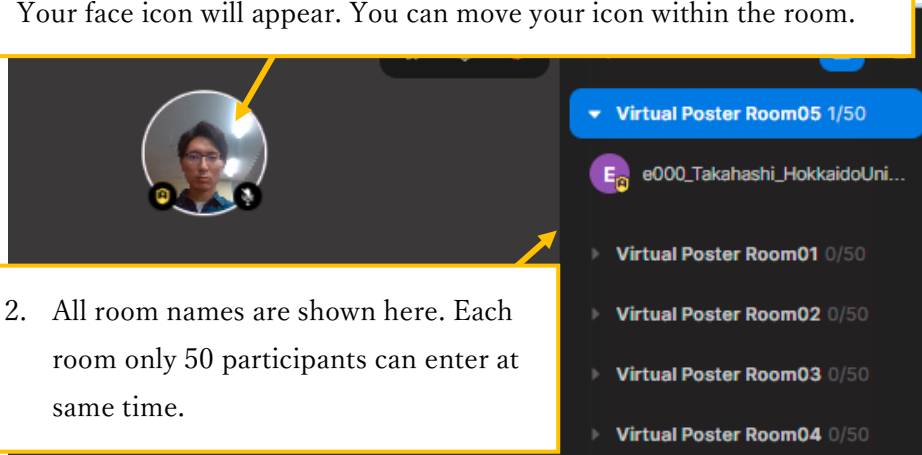 Your face icon will appear. You can move your icon within the room.
Virtual Poster Room05 1/50
E e000_Takahashi_HokkaidoUni...
Virtual Poster Room01 0/50
2. All room names are shown here. Each
room only 50 participants can enter at
same time.
Virtual Poster Room02 0/50
Virtual Poster Room03 0/50
Virtual Poster Room04 0/50